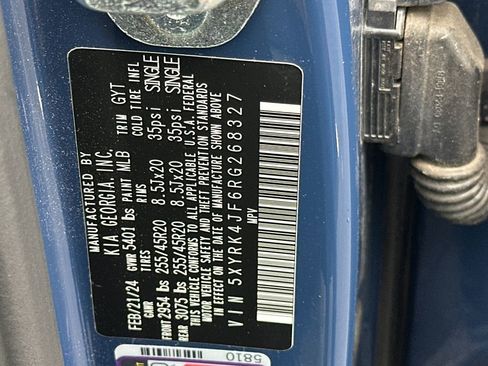 MANUFACTURED BY
KIA GEORGIA, INC.
FEB/21/24 GVWR 5401 lbs PAINT MLB TRIM GYT
GWR TIRES RIMS COLD TIRE INFL
FRONT 2954 lbs 255/45R20 8.5Jx20 35psi SINGLE
REAR 3075 lbs 255/45R20 8.5Jx20 35psi SINGLE
THIS VEHICLE CONFORMS TO ALL APPLICABLE U.S.A. FEDERAL
MOTOR VEHICLE SAFETY AND THEFT PREVENTION STANDARDS
IN EFFECT ON THE DATE OF MANUFACTURE SHOWN ABOVE
VIN 5XYRK4JF6RG268327
MPV
5810